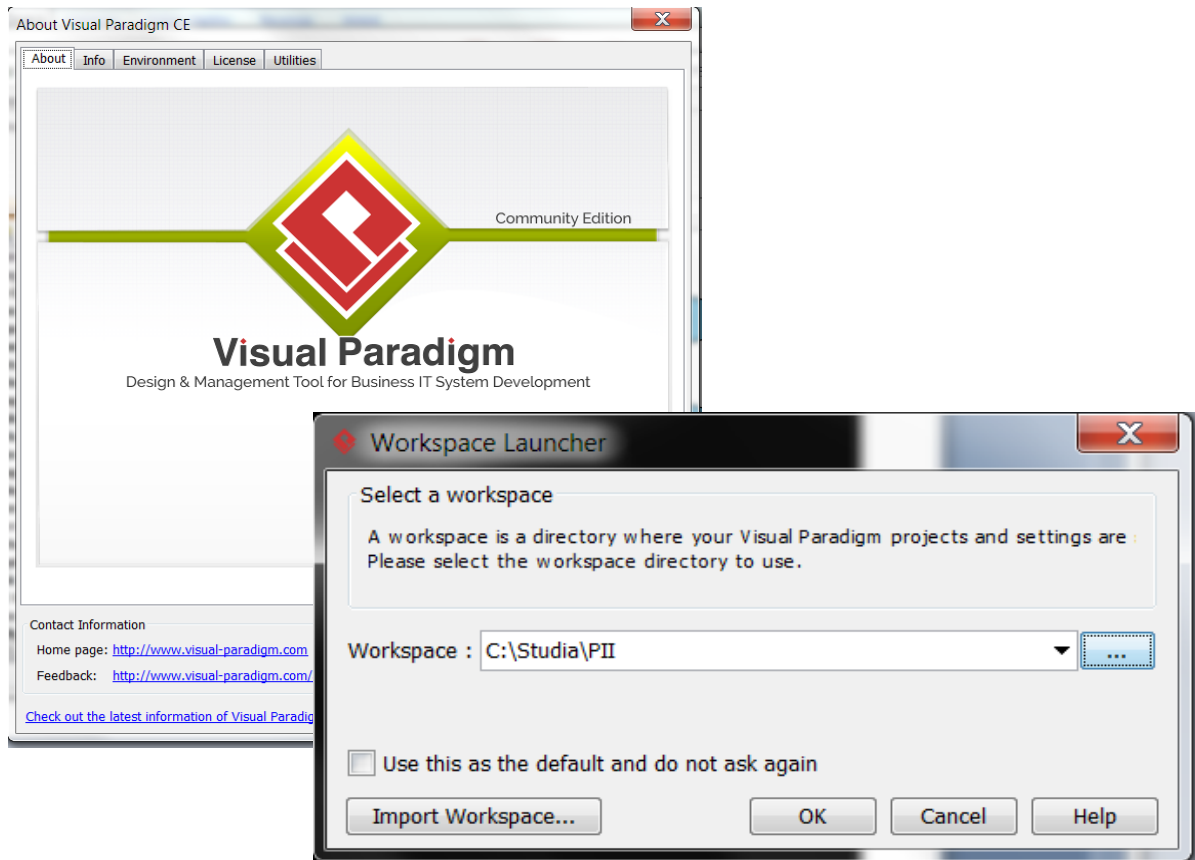 About Visual Paradigm CE
About Info Environment License Utilities
Community Edition
Visual Paradigm
Design & Management Tool for Business IT System Development
Contact Information
Home page: http://www.visual-paradigm.com
Feedback: http://www.visual-paradigm.com/
Check out the latest information of Visual Paradig
Workspace Launcher
Select a workspace
A workspace is a directory where your Visual Paradigm projects and settings are
Please select the workspace directory to use.
Workspace : C:\Studia\PII ...
Use this as the default and do not ask again
Import Workspace... OK Cancel Help